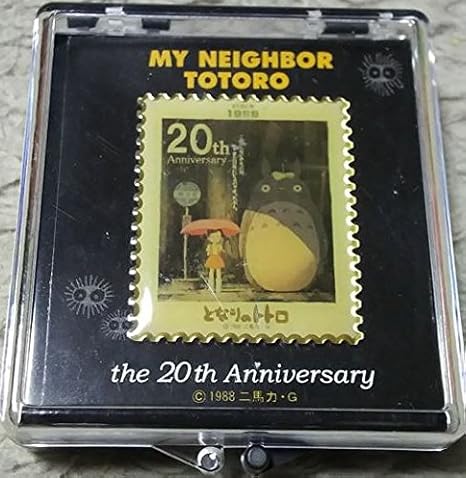 MY NEIGHBOR
TOTORO
1988
20th
Anniversary
となりのトトロ
the 20th Anniversary
© 1988 二馬力・G